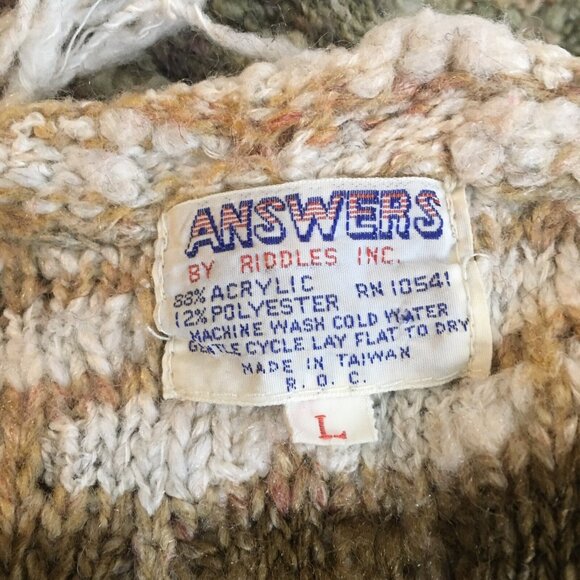 ANSWERS
BY RIDDLES INC.
88% ACRYLIC RN 10541
12% POLYESTER
MACHINE WASH COLD WATER
GENTLE CYCLE LAY FLAT TO DRY
MADE IN TAIWAN
R. O. C.
L